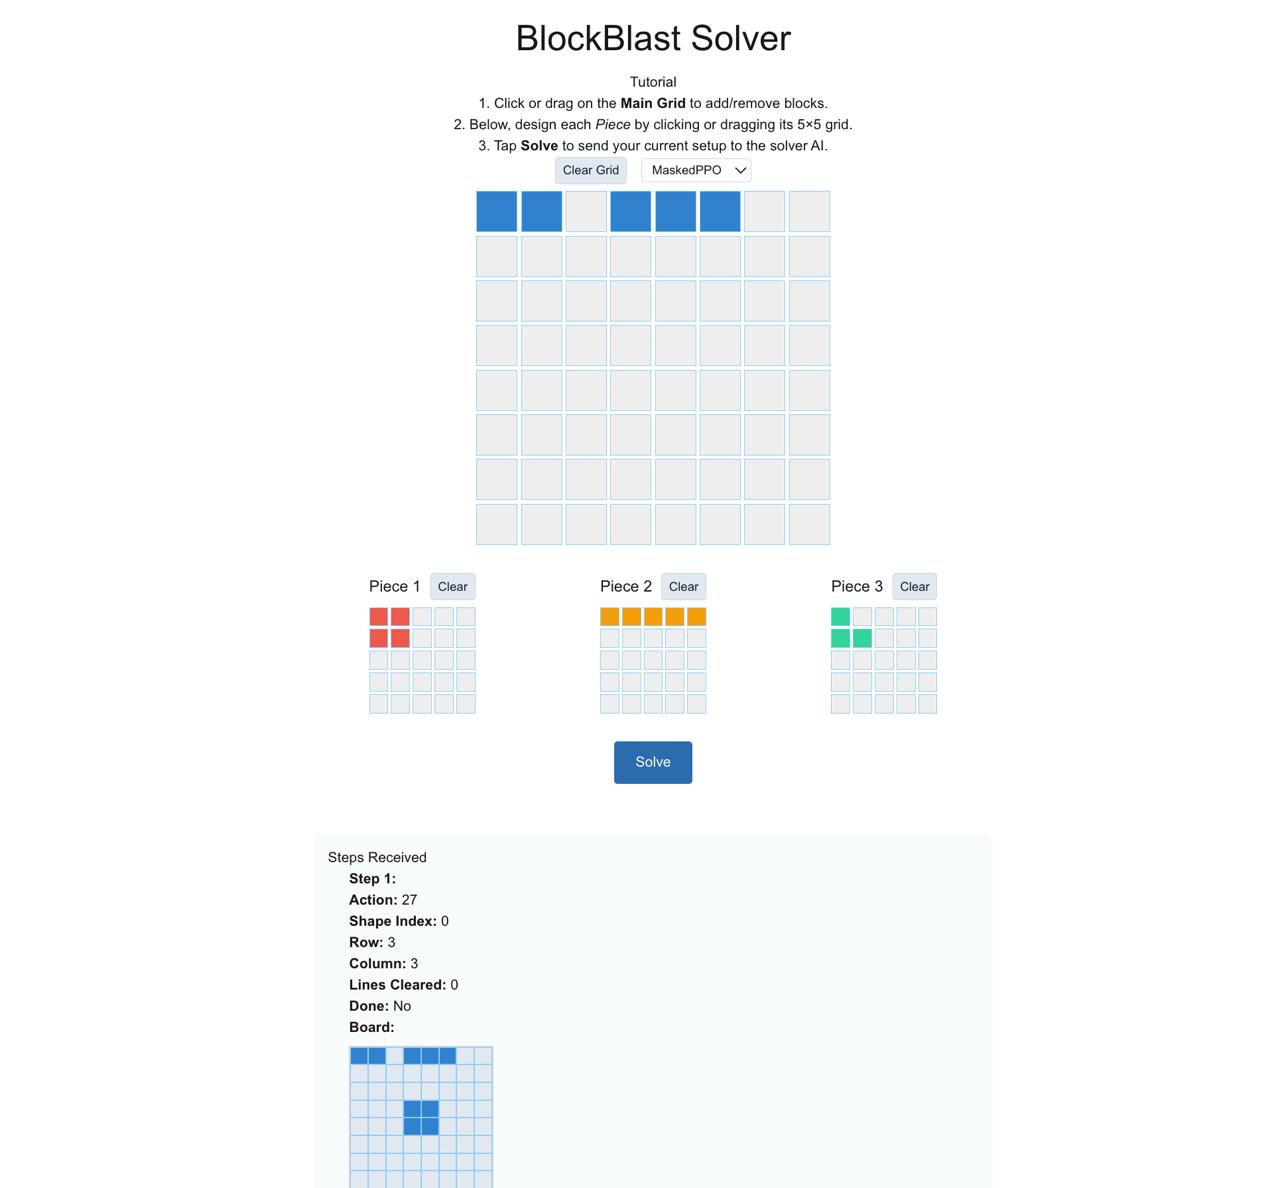 BlockBlast Solver
Tutorial
1. Click or drag on the Main Grid to add/remove blocks.
2. Below, design each Piece by clicking or dragging its 5×5 grid.
3. Tap Solve to send your current setup to the solver AI.
Clear Grid MaskedPPO
Piece 1 Clear Piece 2 Clear Piece 3 Clear
Solve
Steps Received
Step 1:
Action: 27
Shape Index: 0
Row: 3
Column: 3
Lines Cleared: 0
Done: No
Board: